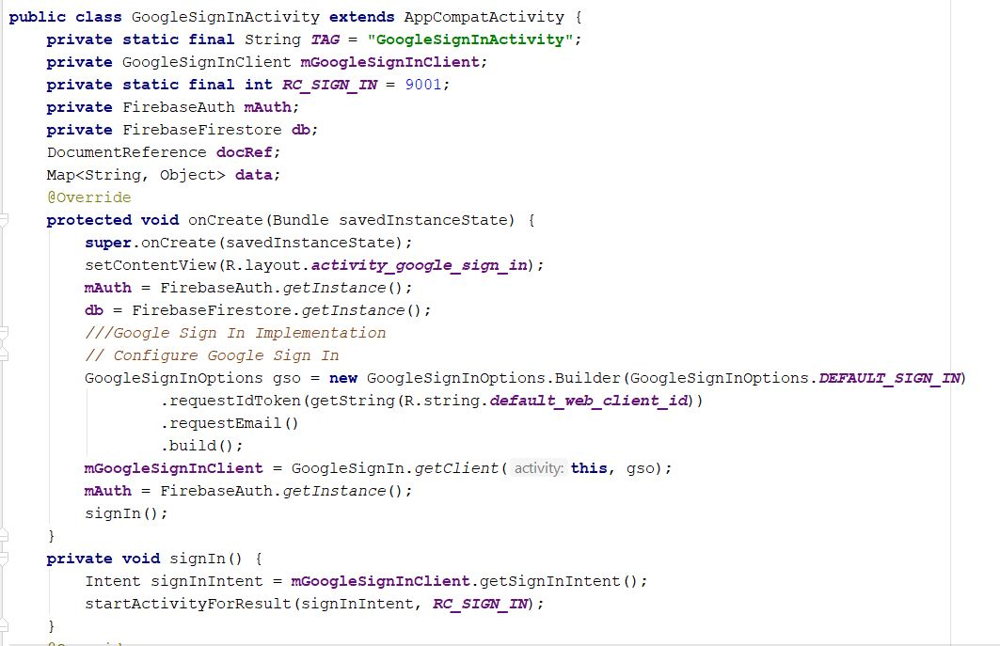 public class GoogleSignInActivity extends AppCompatActivity {
    private static final String TAG = "GoogleSignInActivity";
    private GoogleSignInClient mGoogleSignInClient;
    private static final int RC_SIGN_IN = 9001;
    private FirebaseAuth mAuth;
    private FirebaseFirestore db;
    DocumentReference docRef;
    Map<String, Object> data;
    @Override
    protected void onCreate(Bundle savedInstanceState) {
        super.onCreate(savedInstanceState);
        setContentView(R.layout.activity_google_sign_in);
        mAuth = FirebaseAuth.getInstance();
        db = FirebaseFirestore.getInstance();
        ///Google Sign In Implementation
        // Configure Google Sign In
        GoogleSignInOptions gso = new GoogleSignInOptions.Builder(GoogleSignInOptions.DEFAULT_SIGN_IN)
                .requestIdToken(getString(R.string.default_web_client_id))
                .requestEmail()
                .build();
        mGoogleSignInClient = GoogleSignIn.getClient( activity: this, gso);
        mAuth = FirebaseAuth.getInstance();
        signIn();
    }
    private void signIn() {
        Intent signInIntent = mGoogleSignInClient.getSignInIntent();
        startActivityForResult(signInIntent, RC_SIGN_IN);
    }